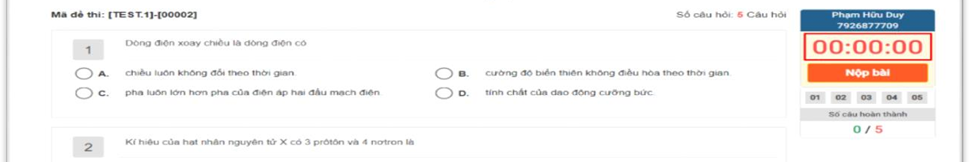 Mã đề thi: [TEST.1]-[00002]
Số câu hỏi: 5 Câu hỏi
Phạm Hữu Duy
7926877709
00:00:00
Nộp bài
01 02 03 04 05
Số câu hoàn thành
0 / 5
1
Dòng điện xoay chiều là dòng điện có
A. chiều luôn không đổi theo thời gian.
B. cường độ biến thiên không điều hòa theo thời gian.
C. pha luôn lớn hơn pha của điện áp hai đầu mạch điện.
D. tính chất của dao động cưỡng bức.
2
Kí hiệu của hạt nhân nguyên tử X có 3 prôtôn và 4 nơtron là